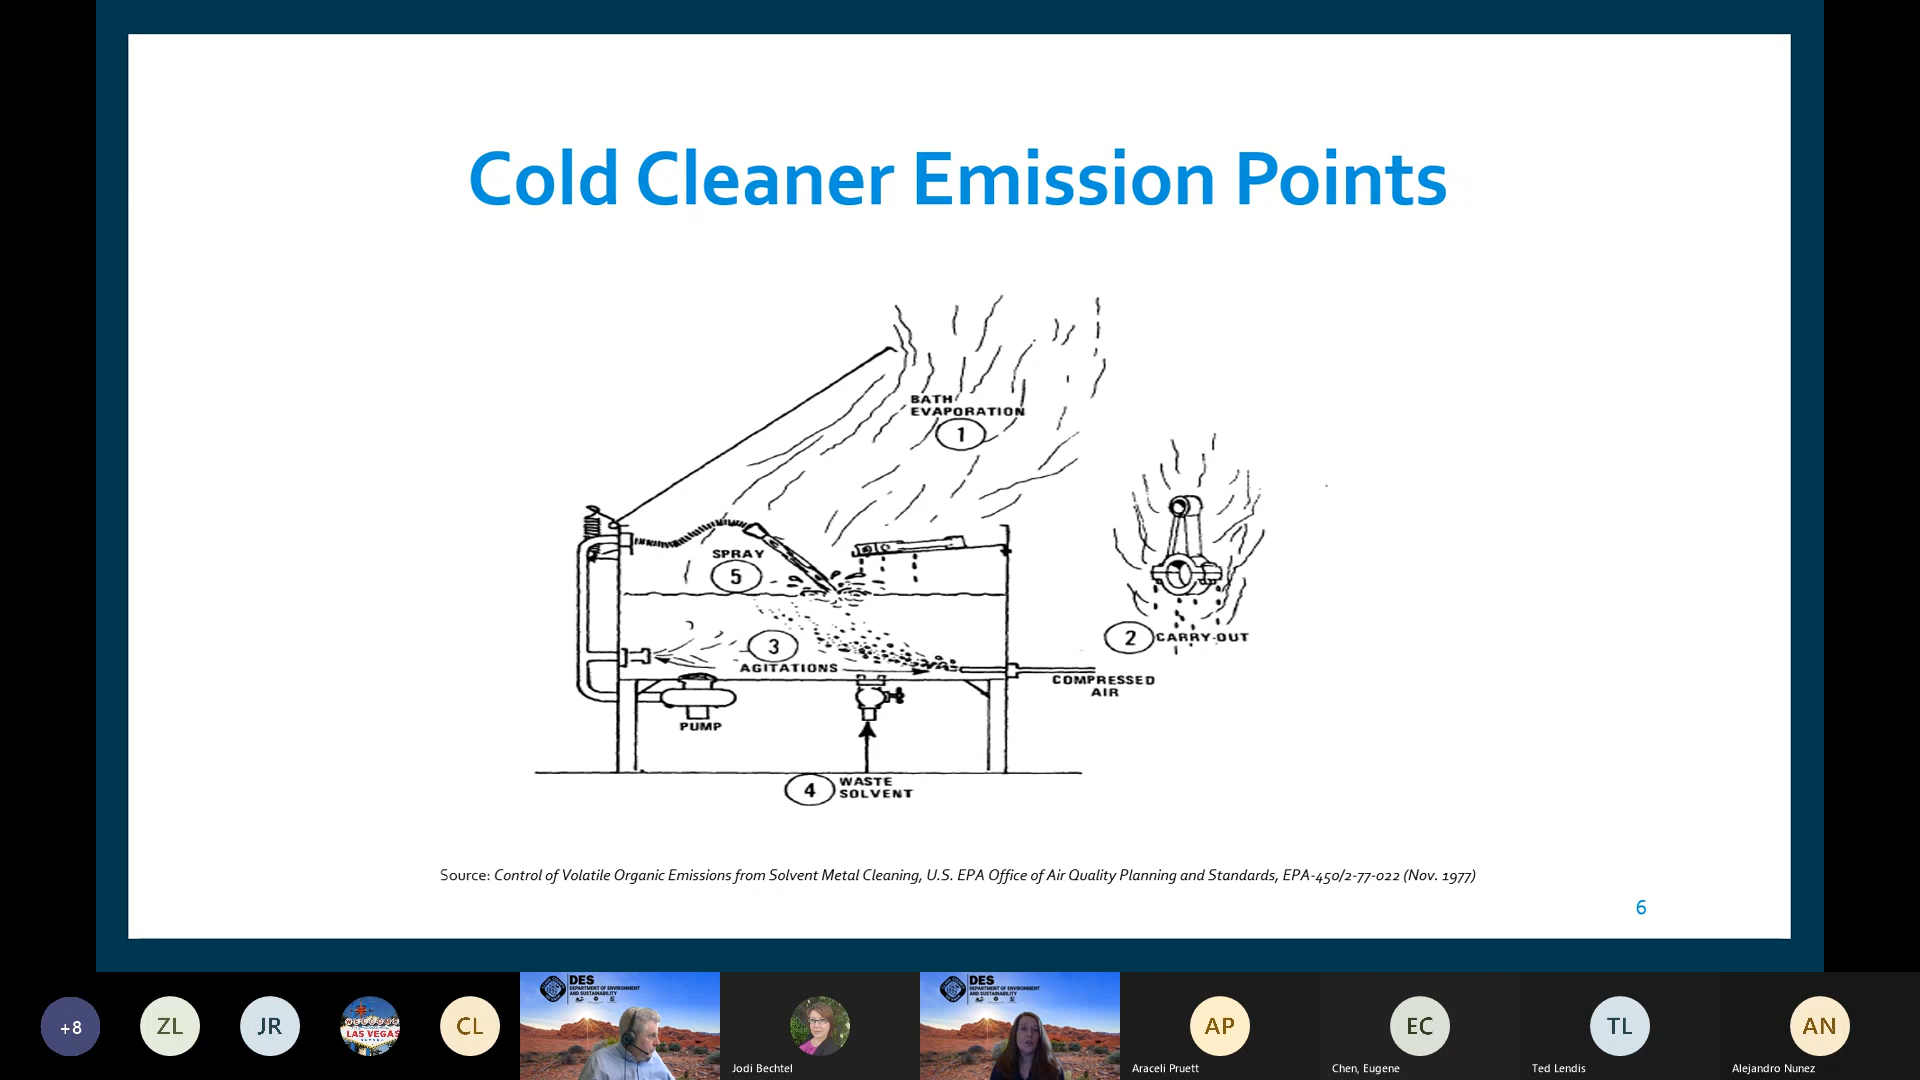 Cold Cleaner Emission Points
BATH
EVAPORATION
1
SPRAY
5
3
AGITATIONS
2 CARRY-OUT
COMPRESSED
AIR
PUMP
4 WASTE
SOLVENT
Source: Control of Volatile Organic Emissions from Solvent Metal Cleaning, U.S. EPA Office of Air Quality Planning and Standards, EPA-450/2-77-022 (Nov. 1977)
6
+8
ZL
JR
LAS VEGAS
CL
DES
DEPARTMENT OF ENVIRONMENT
AND SUSTAINABILITY
Jodi Bechtel
DES
DEPARTMENT OF ENVIRONMENT
AND SUSTAINABILITY
AP
Araceli Pruett
EC
Chen, Eugene
TL
Ted Lendis
AN
Alejandro Nunez